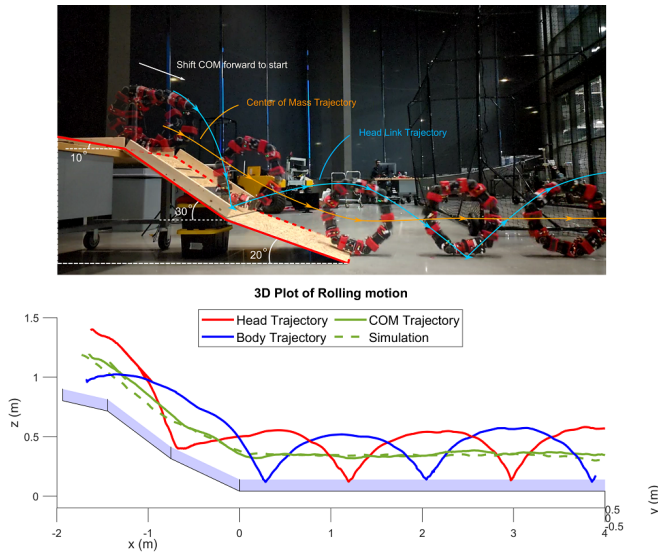 Shift COM forward to start
Center of Mass Trajectory
Head Link Trajectory
10°
30°
20°
3D Plot of Rolling motion
Head Trajectory
COM Trajectory
Body Trajectory
Simulation
1.5
1
0.5
0
z (m)
-2
-1
0
1
2
3
4
x (m)
0.5
0
-0.5
y (m)